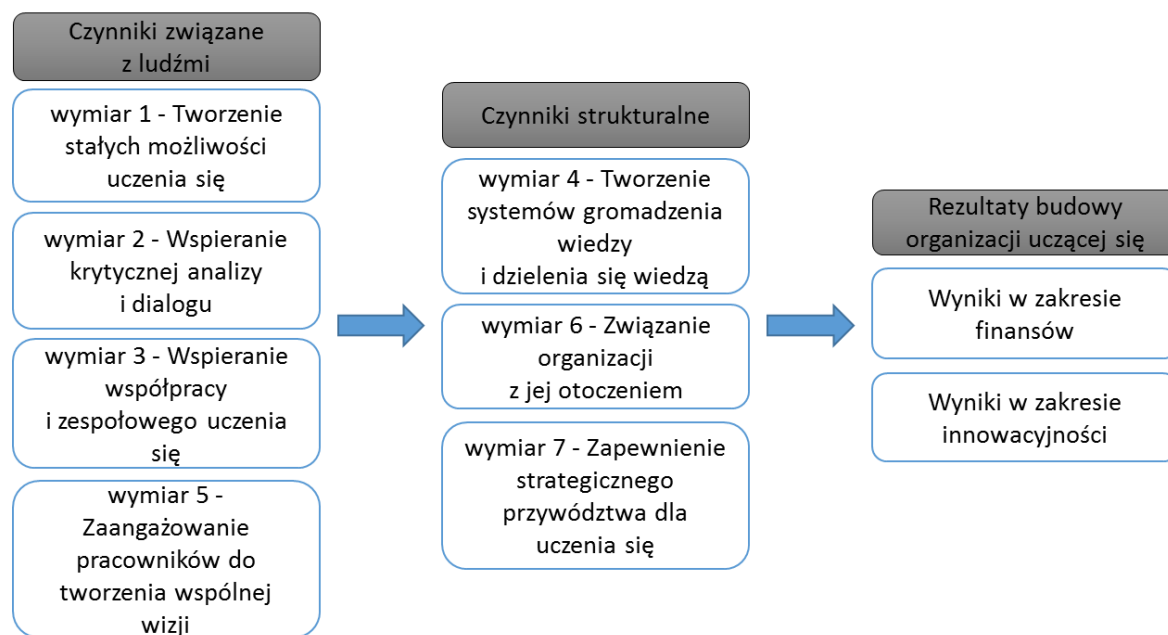 Czynniki związane
z ludźmi
wymiar 1 - Tworzenie
stałych możliwości
uczenia się
wymiar 2 - Wspieranie
krytycznej analizy
i dialogu
wymiar 3 - Wspieranie
współpracy
i zespołowego uczenia
się
wymiar 5 -
Zaangażowanie
pracowników do
tworzenia wspólnej
wizji
Czynniki strukturalne
wymiar 4 - Tworzenie
systemów gromadzenia
wiedzy
i dzielenia się wiedzą
wymiar 6 - Związanie
organizacji
z jej otoczeniem
wymiar 7 - Zapewnienie
strategicznego
przywództwa dla
uczenia się
Rezultaty budowy
organizacji uczącej się
Wyniki w zakresie
finansów
Wyniki w zakresie
innowacyjności